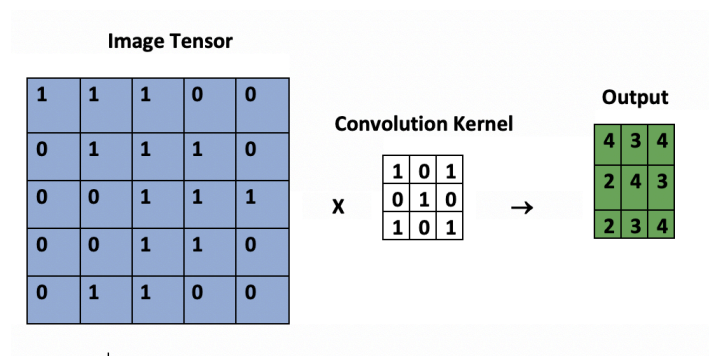 Image Tensor
Output
Convolution Kernel
1 1 1 0 0
0 1 1 1 0
0 0 1 1 1
0 0 1 1 0
0 1 1 0 0
X
1 0 1
0 1 0
1 0 1
→
4 3 4
2 4 3
2 3 4